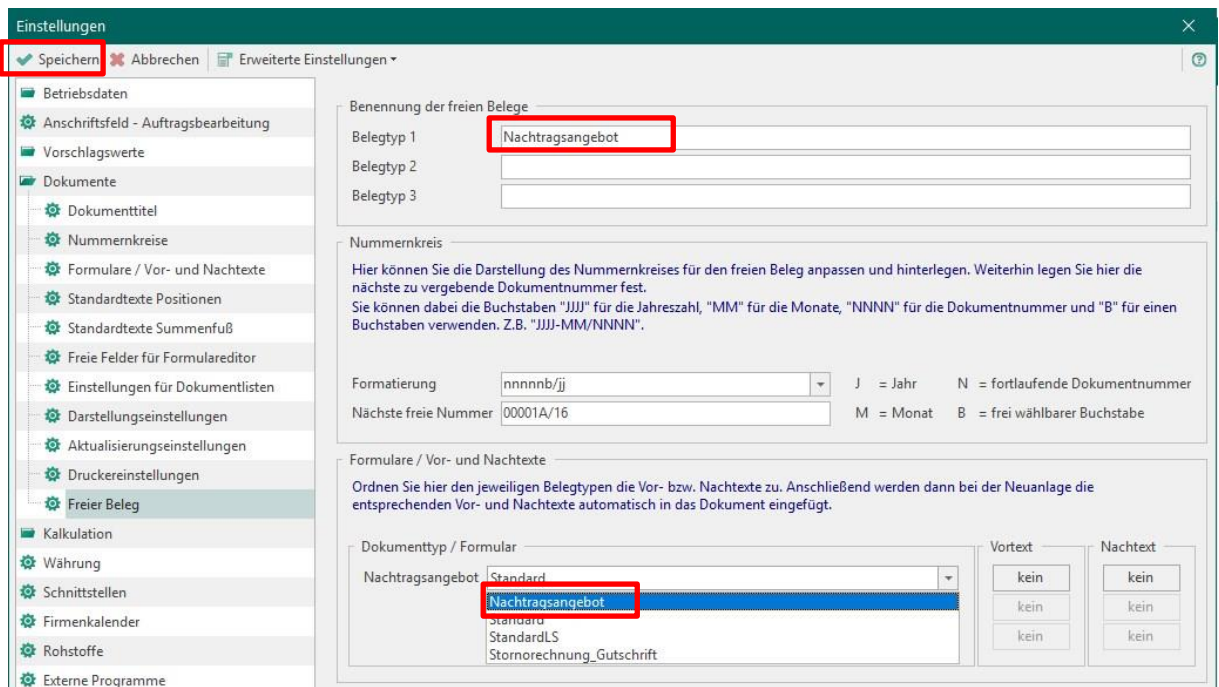 Einstellungen
Speichern Abbrechen Erweiterte Einstellungen
Betriebsdaten
Anschriftsfeld - Auftragsbearbeitung
Vorschlagswerte
Dokumente
Dokumenttitel
Nummernkreise
Formulare / Vor- und Nachtexte
Standardtexte Positionen
Standardtexte Summenfuß
Freie Felder für Formulareditor
Einstellungen für Dokumentlisten
Darstellungseinstellungen
Aktualisierungseinstellungen
Druckereinstellungen
Freier Beleg
Kalkulation
Währung
Schnittstellen
Firmenkalender
Rohstoffe
Externe Programme
Benennung der freien Belege
Belegtyp 1 Nachtragsangebot
Belegtyp 2
Belegtyp 3
Nummernkreis
Hier können Sie die Darstellung des Nummernkreises für den freien Beleg anpassen und hinterlegen. Weiterhin legen Sie hier die
nächste zu vergebende Dokumentnummer fest.
Sie können dabei die Buchstaben "JJJJ" für die Jahreszahl, "MM" für die Monate, "NNNN" für die Dokumentnummer und "B" für einen
Buchstaben verwenden. Z.B. "JJJJ-MM/NNNN".
Formatierung nnnnnb/jj J = Jahr N = fortlaufende Dokumentnummer
Nächste freie Nummer 00001A/16 M = Monat B = frei wählbarer Buchstabe
Formulare / Vor- und Nachtexte
Ordnen Sie hier den jeweiligen Belegtypen die Vor- bzw. Nachtexte zu. Anschließend werden dann bei der Neuanlage die
entsprechenden Vor- und Nachtexte automatisch in das Dokument eingefügt.
Dokumenttyp / Formular Vortext Nachtext
Nachtragsangebot Standard kein kein
Nachtragsangebot
Standard kein kein
StandardLS
Stornorechnung_Gutschrift kein kein